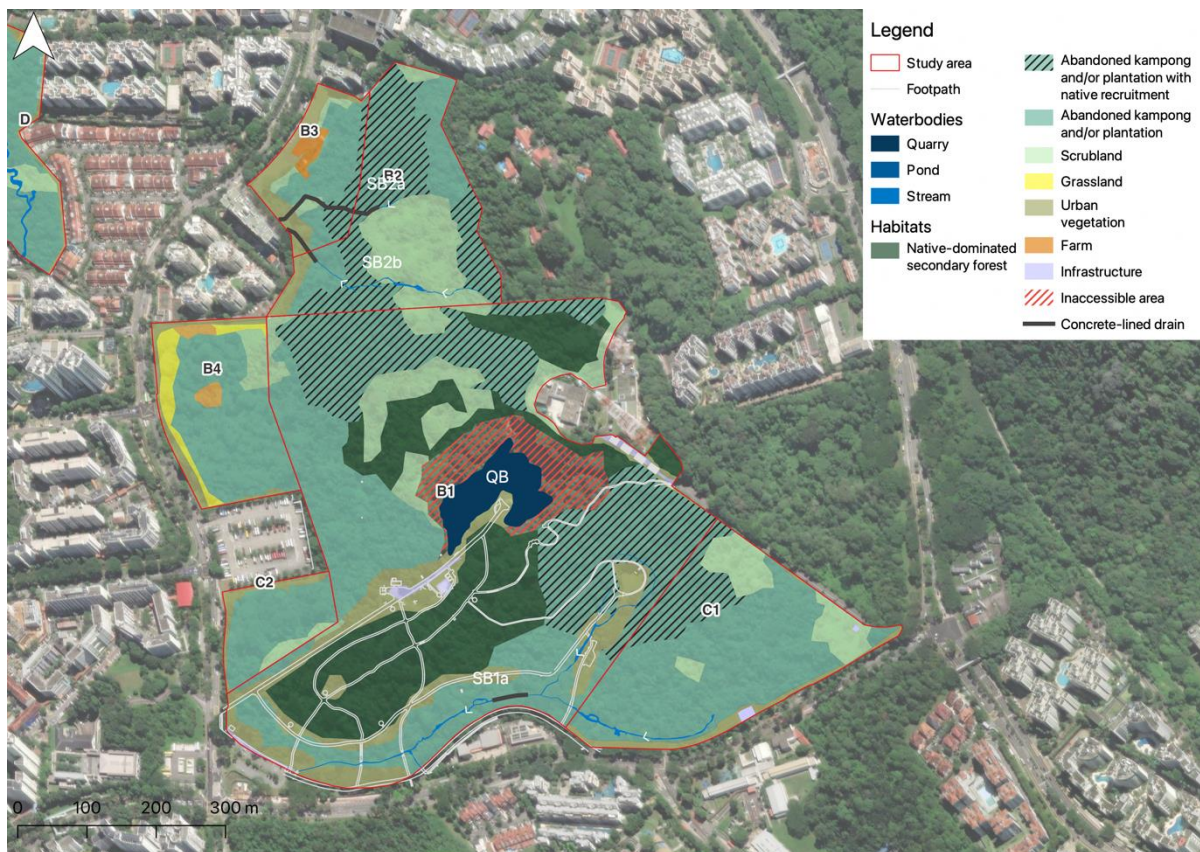 D
B3
B2
SB2a
SB2b
B4
QB
B1
C2
C1
SB1a
0 100 200 300 m
Legend
Study area
Footpath
Waterbodies
Quarry
Pond
Stream
Habitats
Native-dominated
secondary forest
Abandoned kampong
and/or plantation with
native recruitment
Abandoned kampong
and/or plantation
Scrubland
Grassland
Urban
vegetation
Farm
Infrastructure
Inaccessible area
Concrete-lined drain